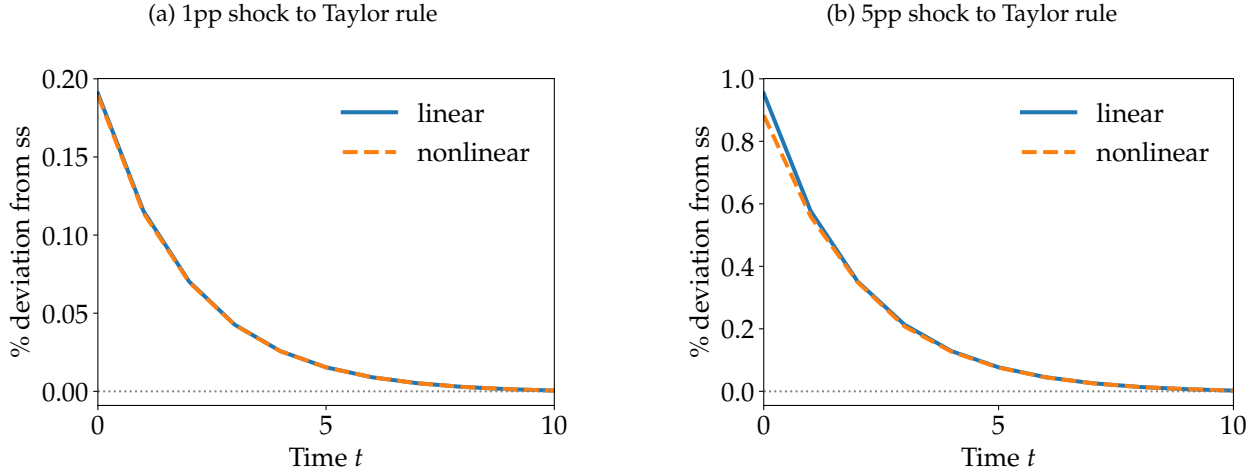 (a) 1pp shock to Taylor rule
0.20
0.15
0.10
0.05
0.00
% deviation from ss
linear
nonlinear
0
5
10
Time t
(b) 5pp shock to Taylor rule
1.0
0.8
0.6
0.4
0.2
0.0
% deviation from ss
linear
nonlinear
0
5
10
Time t